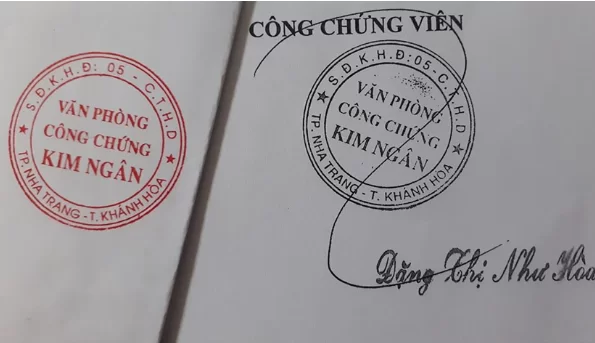 S.Đ.K.H.Đ: 05 - C.T.H.D
VĂN PHÒNG
CÔNG CHỨNG
KIM NGÂN
TP.NHA TRANG - T. KHÁNH HÒA
CÔNG CHỨNG VIÊN
S.Đ.K.H.Đ: 05 - C.T.H.D
VĂN PHÒNG
CÔNG CHỨNG
KIM NGÂN
TP. NHA TRANG - T. KHÁNH HÒA
Đặng Thị Như Hòa